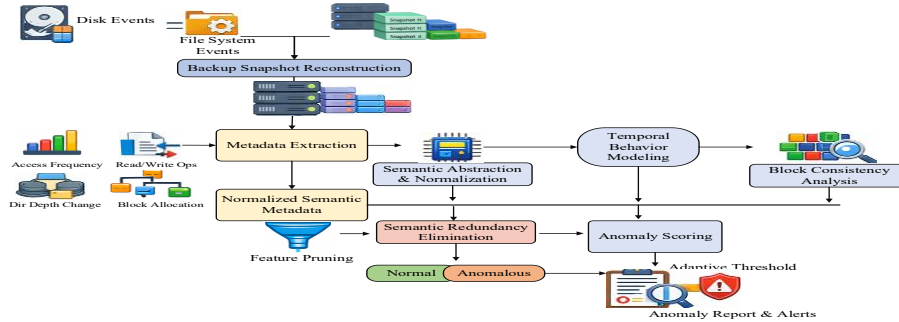 Disk Events
File System
Events
Snapshot
Snapshot
Snapshot
Backup Snapshot Reconstruction
Access Frequency
Read/Write Ops
Metadata Extraction
Temporal
Behavior
Modeling
Semantic Abstraction
& Normalization
Block Consistency
Analysis
Dir Depth Change
Block Allocation
Normalized Semantic
Metadata
Feature Pruning
Semantic Redundancy
Elimination
Anomaly Scoring
Normal
Anomalous
Adaptive Threshold
Anomaly Report & Alerts